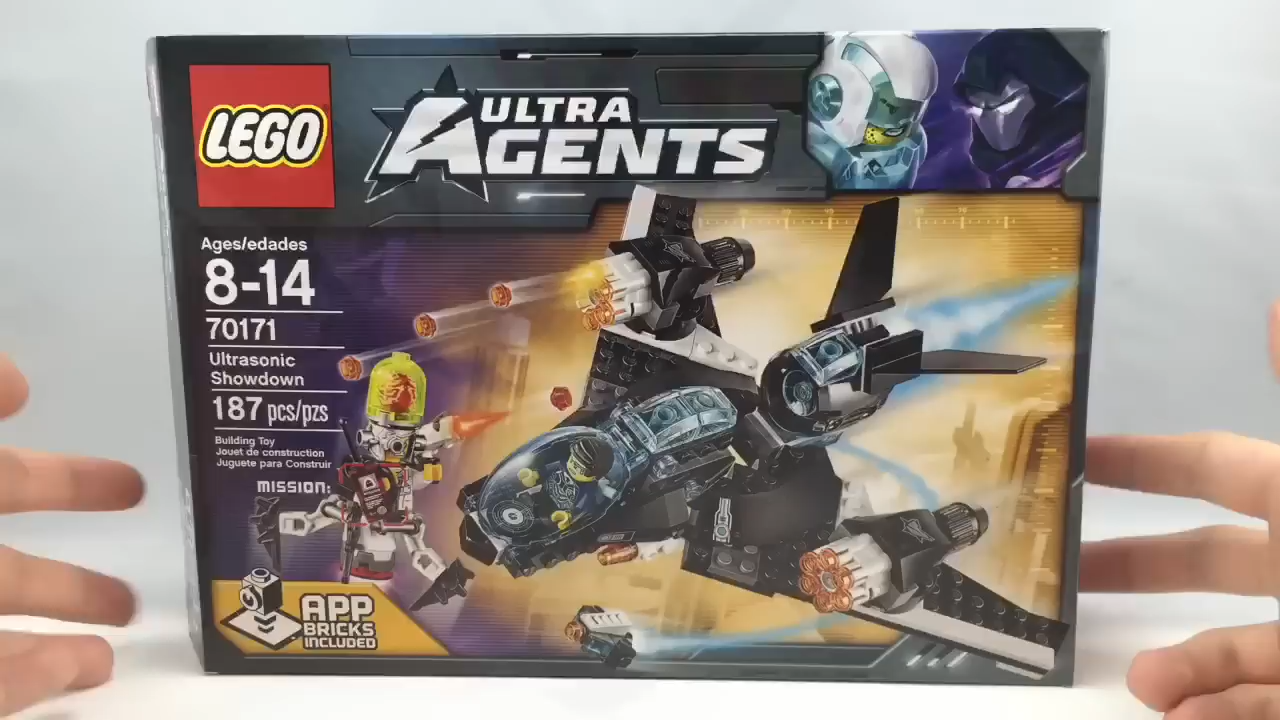 LEGO
ULTRA
AGENTS
Ages/edades
8-14
70171
Ultrasonic
Showdown
187 pcs/pzs
Building Toy
Jouet de construction
Juguete para Construir
MISSION:
APP
BRICKS
INCLUDED